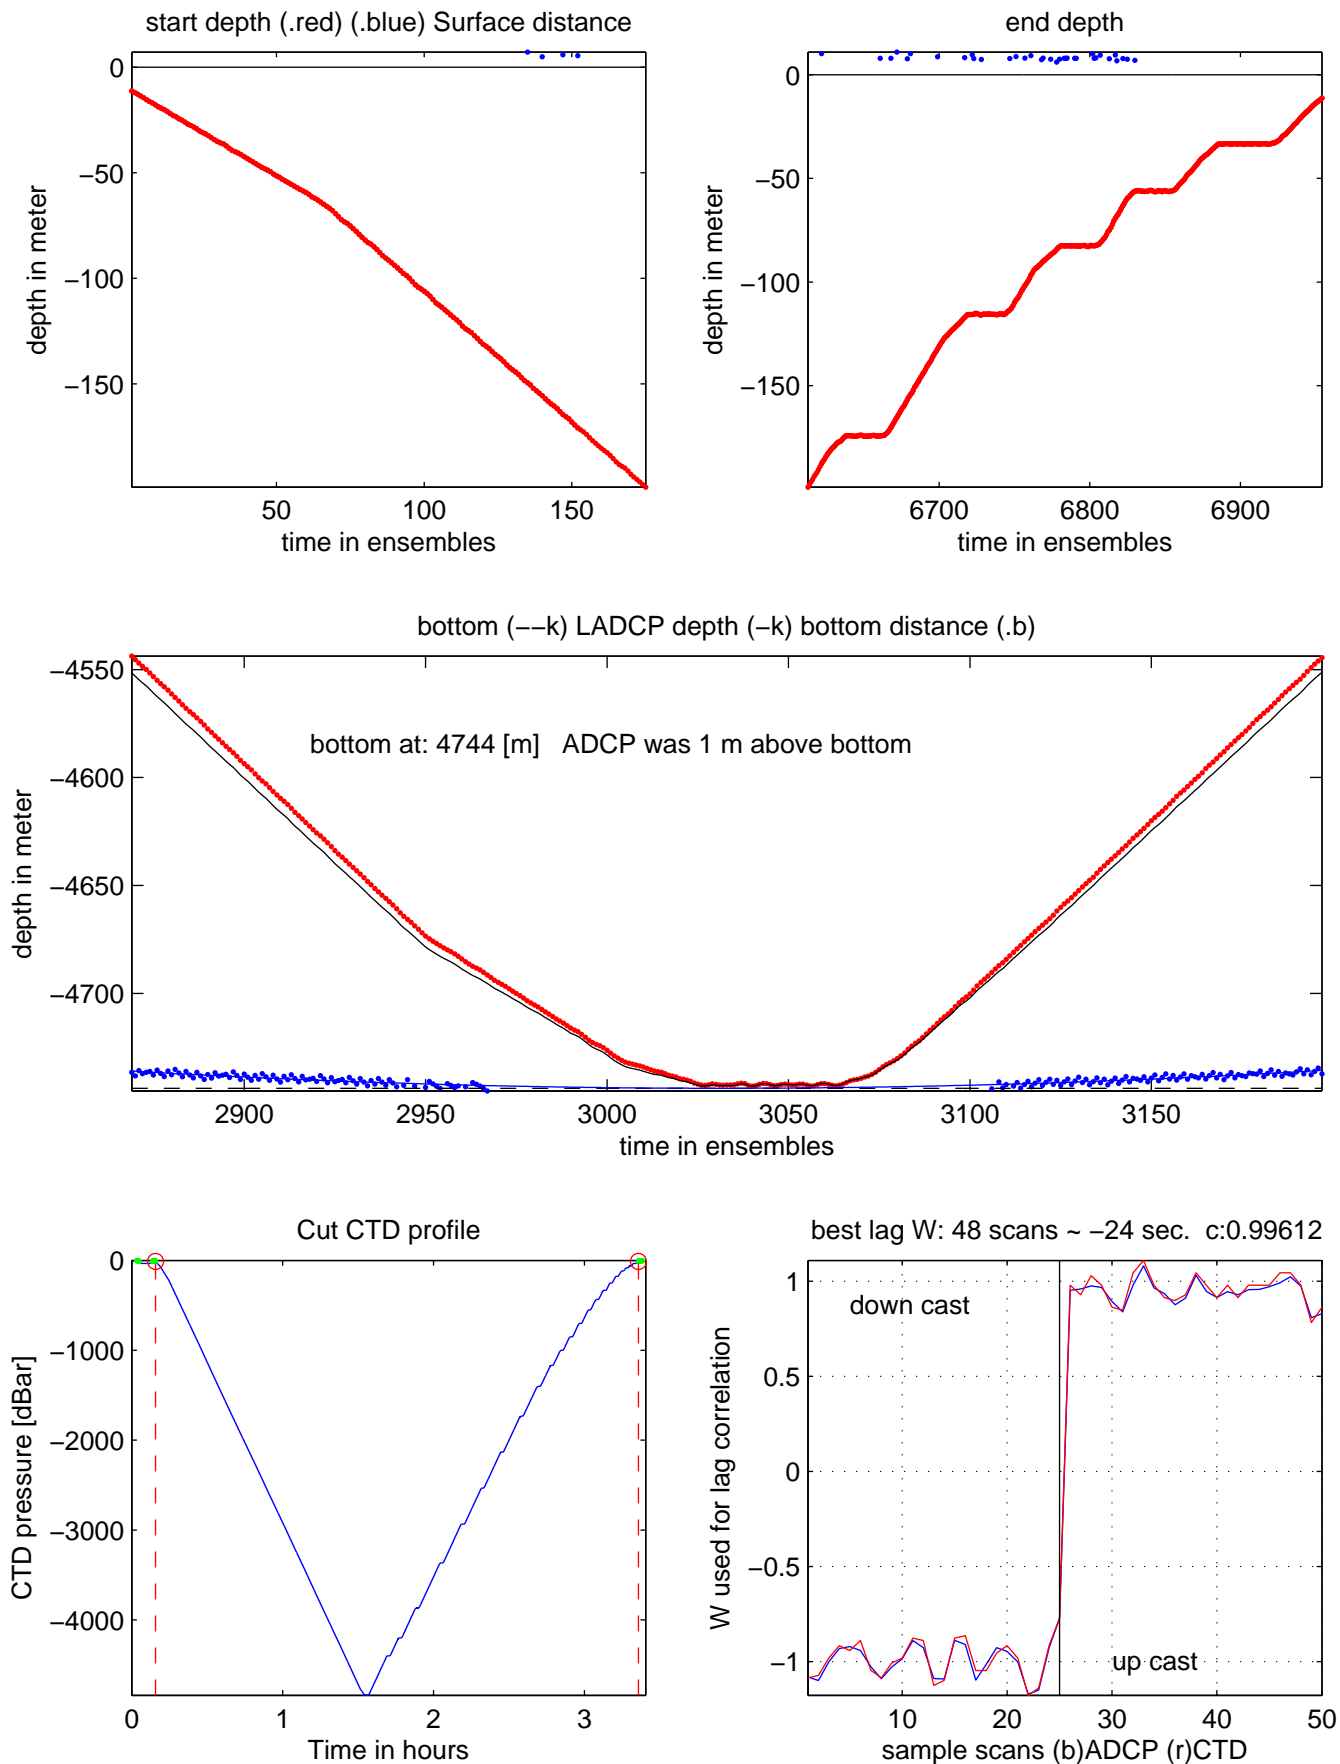 start depth (.red) (.blue) Surface distance
0
−50
−100
−150
depth in meter
50
100
150
time in ensembles
end depth
0
−50
−100
−150
depth in meter
6700
6800
6900
time in ensembles
bottom (−−k) LADCP depth (−k) bottom distance (.b)
−4550
−4600
−4650
−4700
depth in meter
bottom at: 4744 [m]   ADCP was 1 m above bottom
2900
2950
3000
3050
3100
3150
time in ensembles
Cut CTD profile
0
−1000
−2000
−3000
−4000
CTD pressure [dBar]
0
1
2
3
Time in hours
best lag W: 48 scans ~ −24 sec.  c:0.99612
1
0.5
0
−0.5
−1
W used for lag correlation
down cast
up cast
10
20
30
40
50
sample scans (b)ADCP (r)CTD